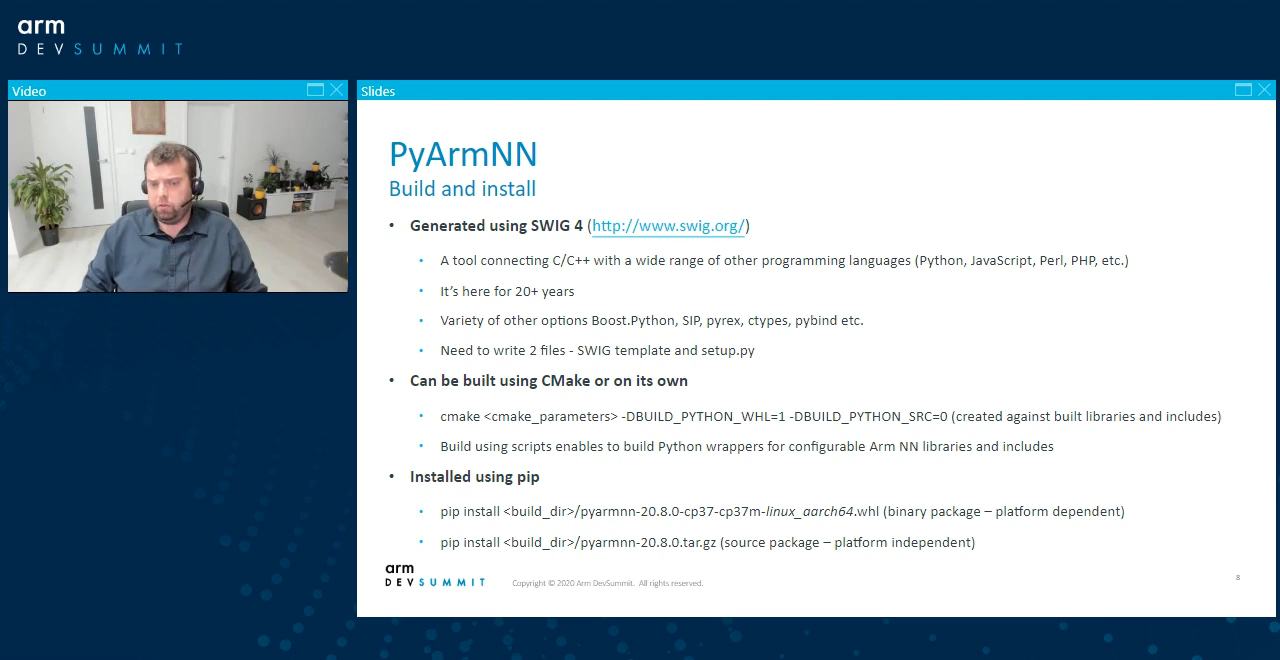 arm
DEVSUMMIT
Video
Slides
PyArmNN
Build and install
• Generated using SWIG 4 (http://www.swig.org/)
• A tool connecting C/C++ with a wide range of other programming languages (Python, JavaScript, Perl, PHP, etc.)
• It’s here for 20+ years
• Variety of other options Boost.Python, SIP, pyrex, ctypes, pybind etc.
• Need to write 2 files - SWIG template and setup.py
• Can be built using CMake or on its own
• cmake <cmake_parameters> -DBUILD_PYTHON_WHL=1 -DBUILD_PYTHON_SRC=0 (created against built libraries and includes)
• Build using scripts enables to build Python wrappers for configurable Arm NN libraries and includes
• Installed using pip
• pip install <build_dir>/pyarmnn-20.8.0-cp37-cp37m-linux_aarch64.whl (binary package – platform dependent)
• pip install <build_dir>/pyarmnn-20.8.0.tar.gz (source package – platform independent)
arm
DEVSUMMIT
Copyright © 2020 Arm DevSummit. All rights reserved.
8